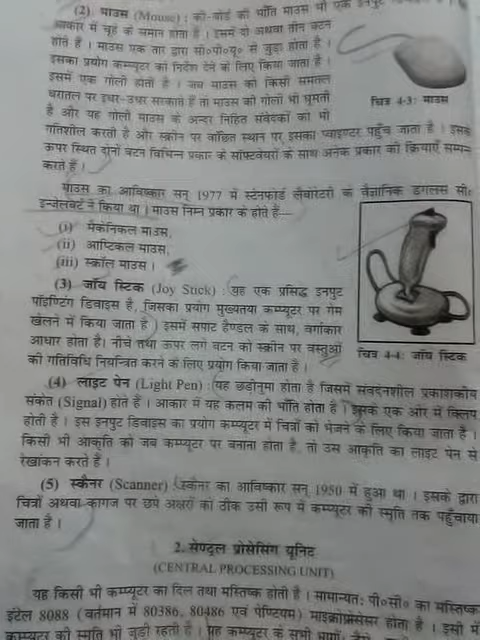 (2) माउस (Mouse) : की-बोर्ड की भाँति माउस भी एक इनपुट
आकार में चूहे के समान होता है। इसमें दो अथवा तीन बटन
होते हैं। माउस एक तार द्वारा सी०पी०यू० से जुड़ा होता है।
इसका प्रयोग कम्प्यूटर को निर्देश देने के लिए किया जाता है।
इसमें एक गोली होती है। जब माउस को किसी समतल
धरातल पर इधर-उधर सरकाते हैं तो माउस की गोली भी घूमती
है और यह गोली माउस के अन्दर निहित संवेदकों को भी
गतिशील करती है और स्क्रीन पर वांछित स्थान पर इसका प्वाइण्टर पहुँच जाता है। इसके
ऊपर स्थित दोनों बटन विभिन्न प्रकार के सॉफ्टवेयरों के साथ अनेक प्रकार की क्रियाएँ सम्पन्न
करते हैं।
चित्र 4-3 : माउस
माउस का आविष्कार सन् 1977 में स्टेनफोर्ड लेबोरेटरी के वैज्ञानिक डगलस सी०
इन्जेलबर्ट ने किया था। माउस निम्न प्रकार के होते हैं—
(i) मैकेनिकल माउस,
(ii) आप्टिकल माउस,
(iii) स्क्रॉल माउस।
(3) जॉय स्टिक (Joy Stick) : यह एक प्रसिद्ध इनपुट
पॉइण्टिंग डिवाइस है, जिसका प्रयोग मुख्यतया कम्प्यूटर पर गेम
खेलने में किया जाता है। इसमें सपाट हैण्डल के साथ, वर्गाकार
आधार होता है। नीचे तथा ऊपर लगे बटन को स्क्रीन पर वस्तुओं
की गतिविधि नियन्त्रित करने के लिए प्रयोग किया जाता है।
चित्र 4-4 : जॉय स्टिक
(4) लाइट पेन (Light Pen) : यह छड़ीनुमा होता है जिसमें संवेदनशील प्रकाशकीय
संकेत (Signal) होते हैं। आकार में यह कलम की भाँति होता है। इसके एक ओर में क्लिप
होती है। इस इनपुट डिवाइस का प्रयोग कम्प्यूटर में चित्रों को भेजने के लिए किया जाता है।
किसी भी आकृति को जब कम्प्यूटर पर बनाना होता है, तो उस आकृति का लाइट पेन से
रेखांकन करते हैं।
(5) स्कैनर (Scanner) : स्कैनर का आविष्कार सन् 1950 में हुआ था। इसके द्वारा
चित्रों अथवा कागज पर छपे अक्षरों को ठीक उसी रूप में कम्प्यूटर की स्मृति तक पहुँचाया
जाता है।
2. सेण्ट्रल प्रोसेसिंग यूनिट
(CENTRAL PROCESSING UNIT)
यह किसी भी कम्प्यूटर का दिल तथा मस्तिष्क होती है। सामान्यतः पी०सी० का मस्तिष्क
इंटेल 8088 (वर्तमान में 80386, 80486 एवं पेण्टियम) माइक्रोप्रोसेसर होता है। इसी में
कम्प्यूटर की स्मृति भी जुड़ी रहती है। यह कम्प्यूटर के सभी भागों